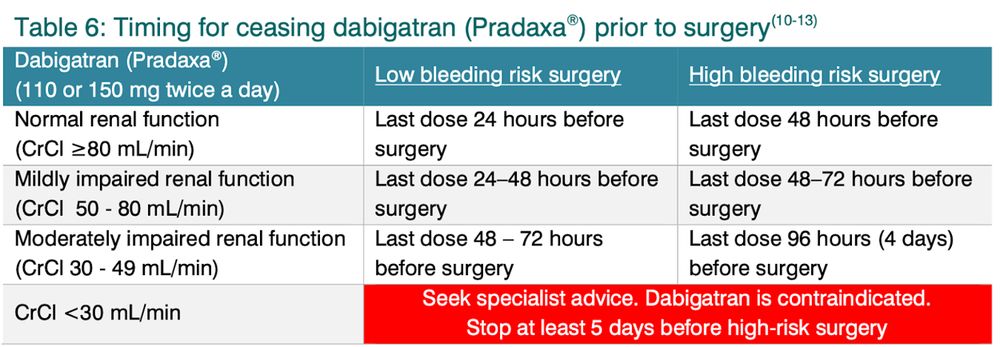 Table 6: Timing for ceasing dabigatran (Pradaxa®) prior to surgery(10-13)
Dabigatran (Pradaxa®)
(110 or 150 mg twice a day)
Low bleeding risk surgery
High bleeding risk surgery
Normal renal function
(CrCl ≥80 mL/min)
Last dose 24 hours before
surgery
Last dose 48 hours before
surgery
Mildly impaired renal function
(CrCl  50 - 80 mL/min)
Last dose 24–48 hours before
surgery
Last dose 48–72 hours before
surgery
Moderately impaired renal function
(CrCl 30 - 49 mL/min)
Last dose 48 – 72 hours
before surgery
Last dose 96 hours (4 days)
before surgery
CrCl <30 mL/min
Seek specialist advice. Dabigatran is contraindicated.
Stop at least 5 days before high-risk surgery